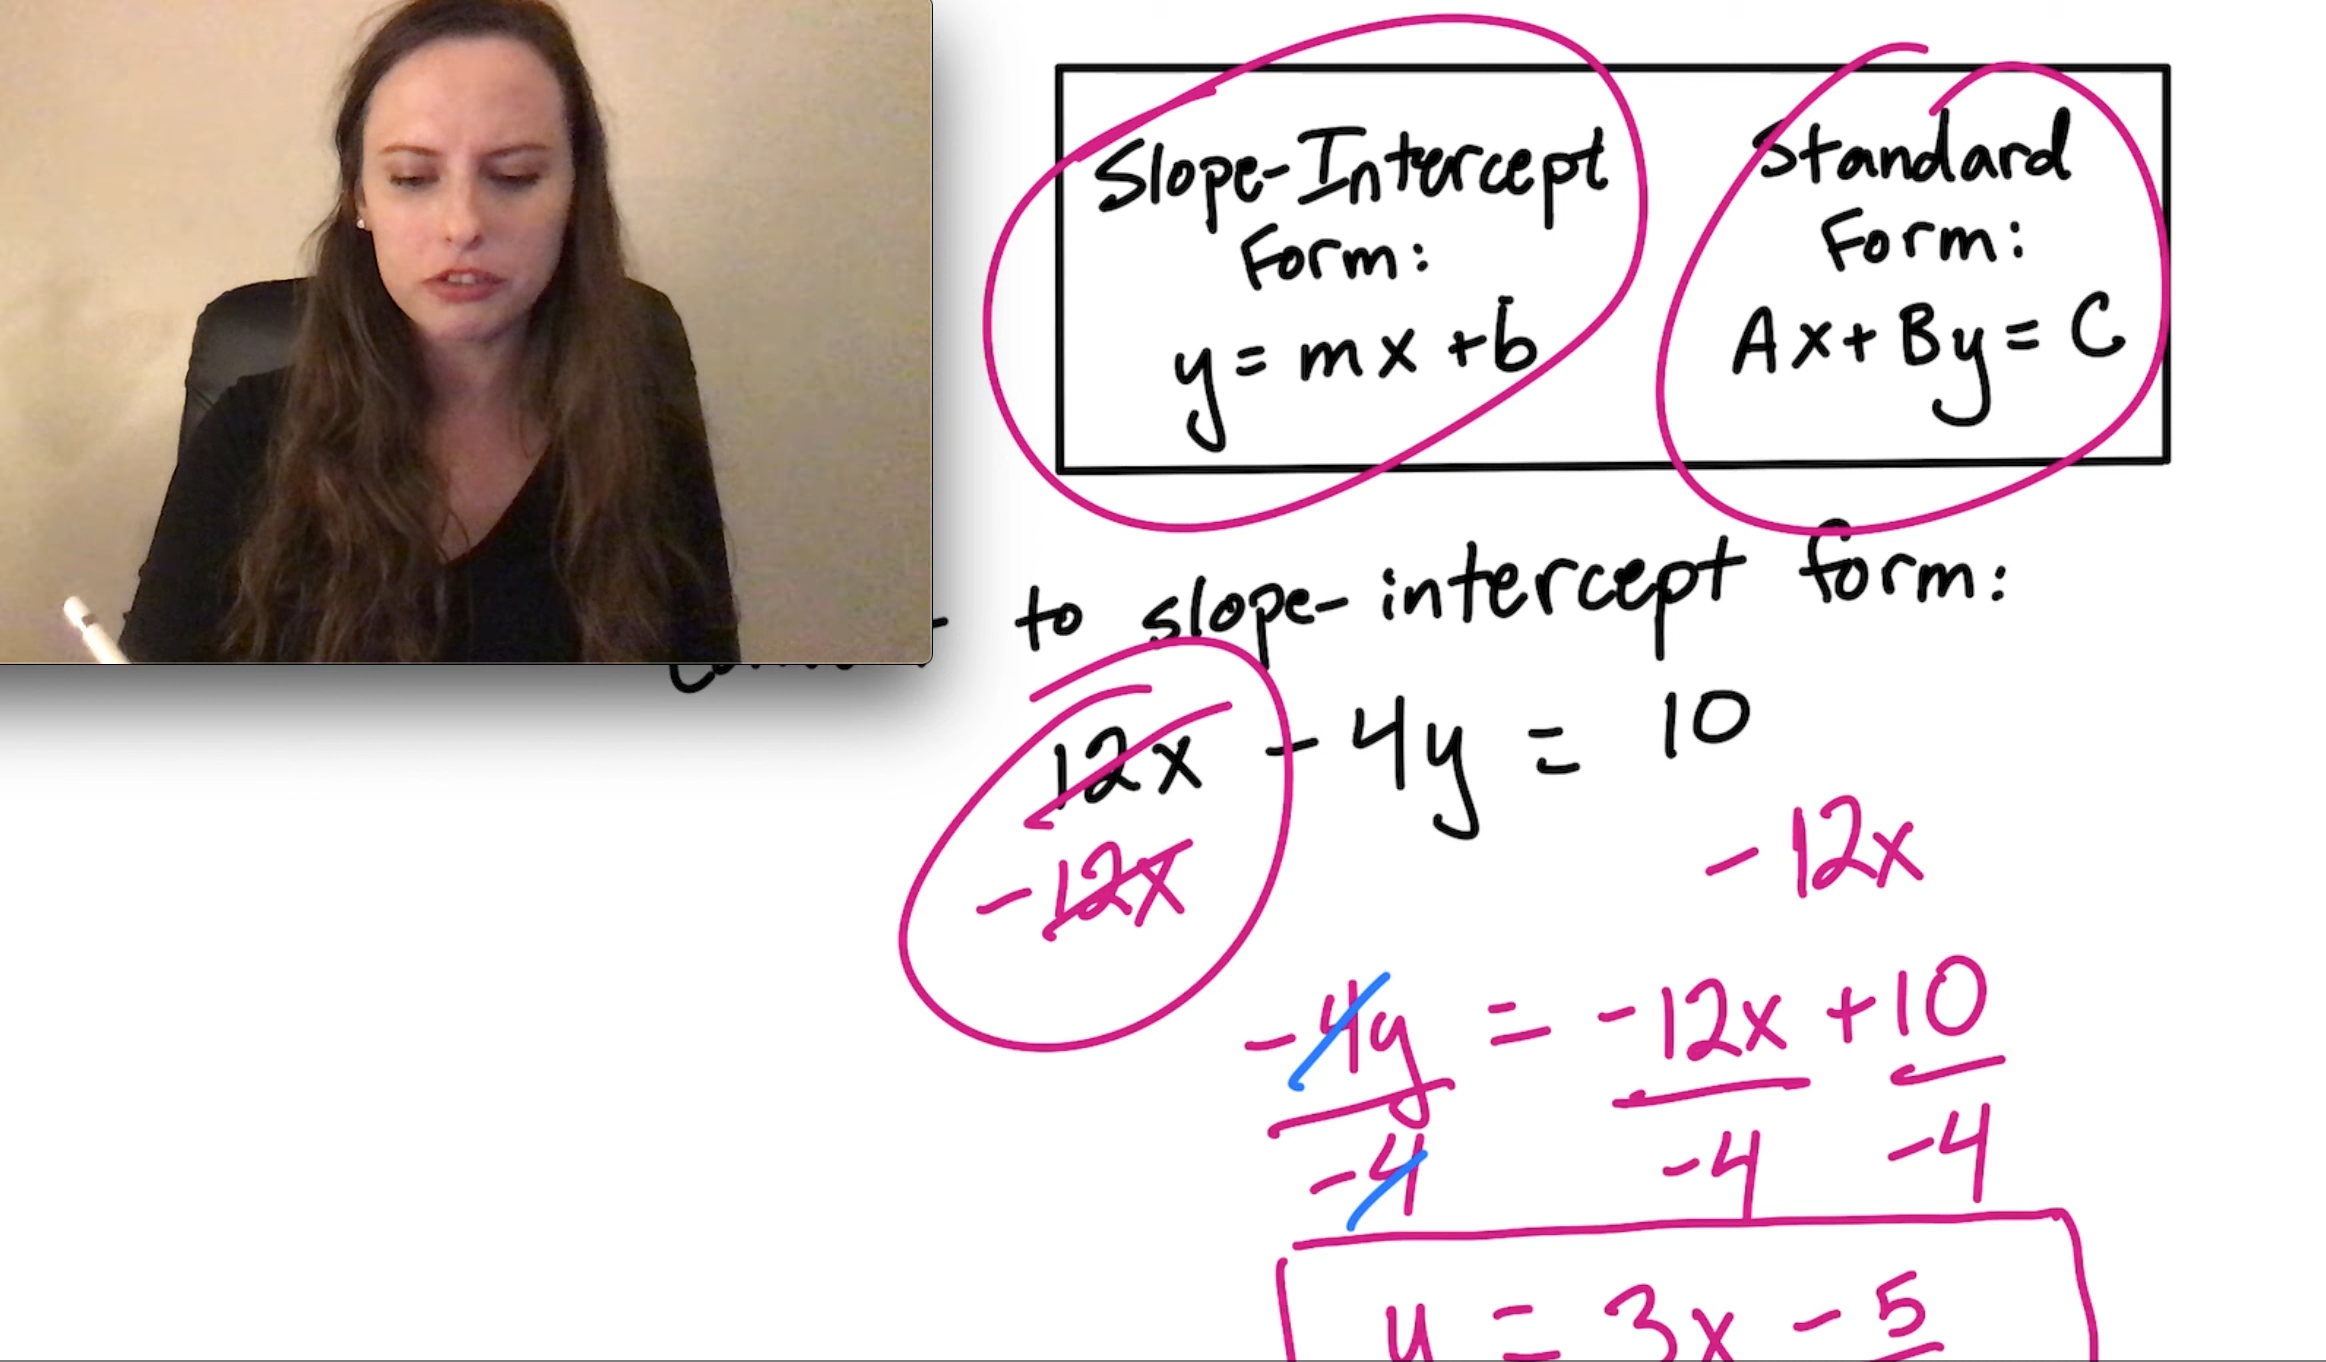 Slope-Intercept
Form:
y = mx + b
Standard
Form:
Ax + By = C
to slope-intercept form:
12x - 4y = 10
-12x -12x
-4y = -12x + 10
-4 -4 -4
y = 3x - 5